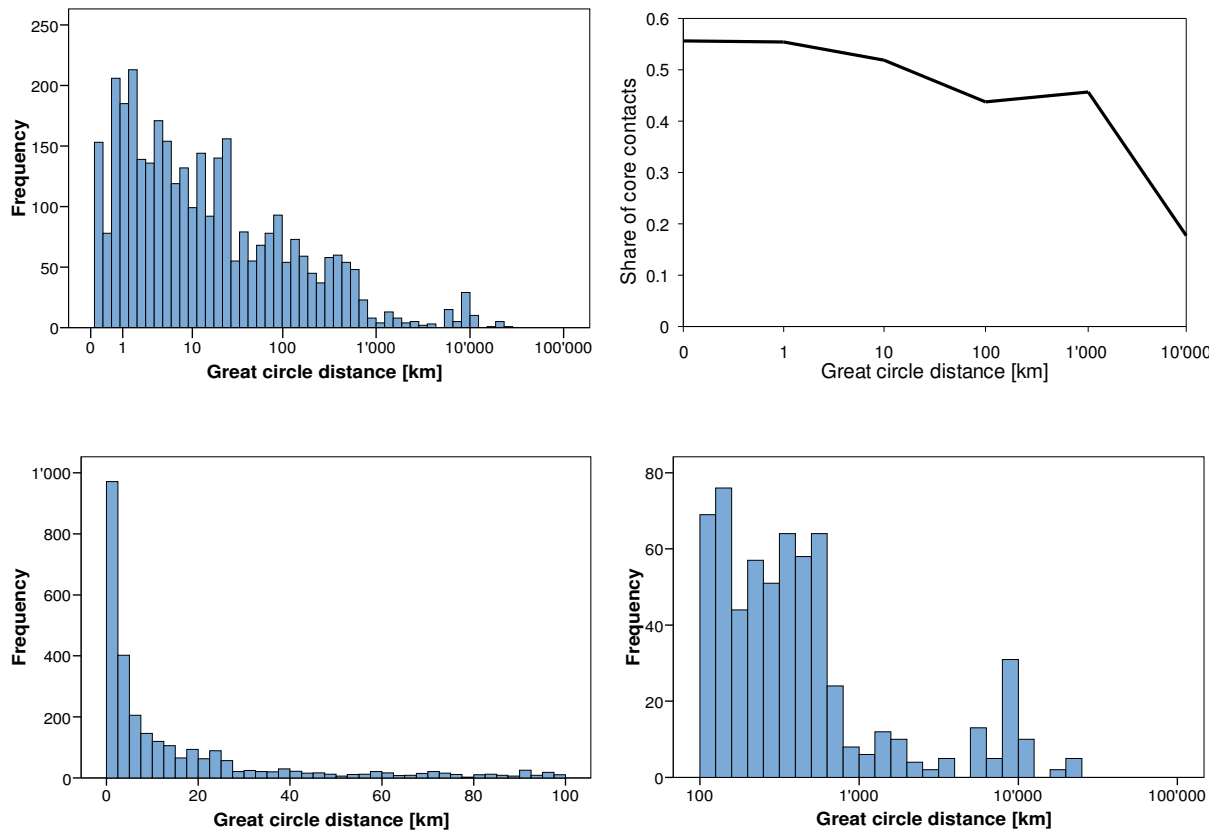 250
200
150
100
50
0
Frequency
0 1 10 100 1'000 10'000 100'000
Great circle distance [km]
0.6
0.5
0.4
0.3
0.2
0.1
0
Share of core contacts
0 1 10 100 1'000 10'000
Great circle distance [km]
1'000
800
600
400
200
0
Frequency
0 20 40 60 80 100
Great circle distance [km]
80
60
40
20
0
Frequency
100 1'000 10'000 100'000
Great circle distance [km]